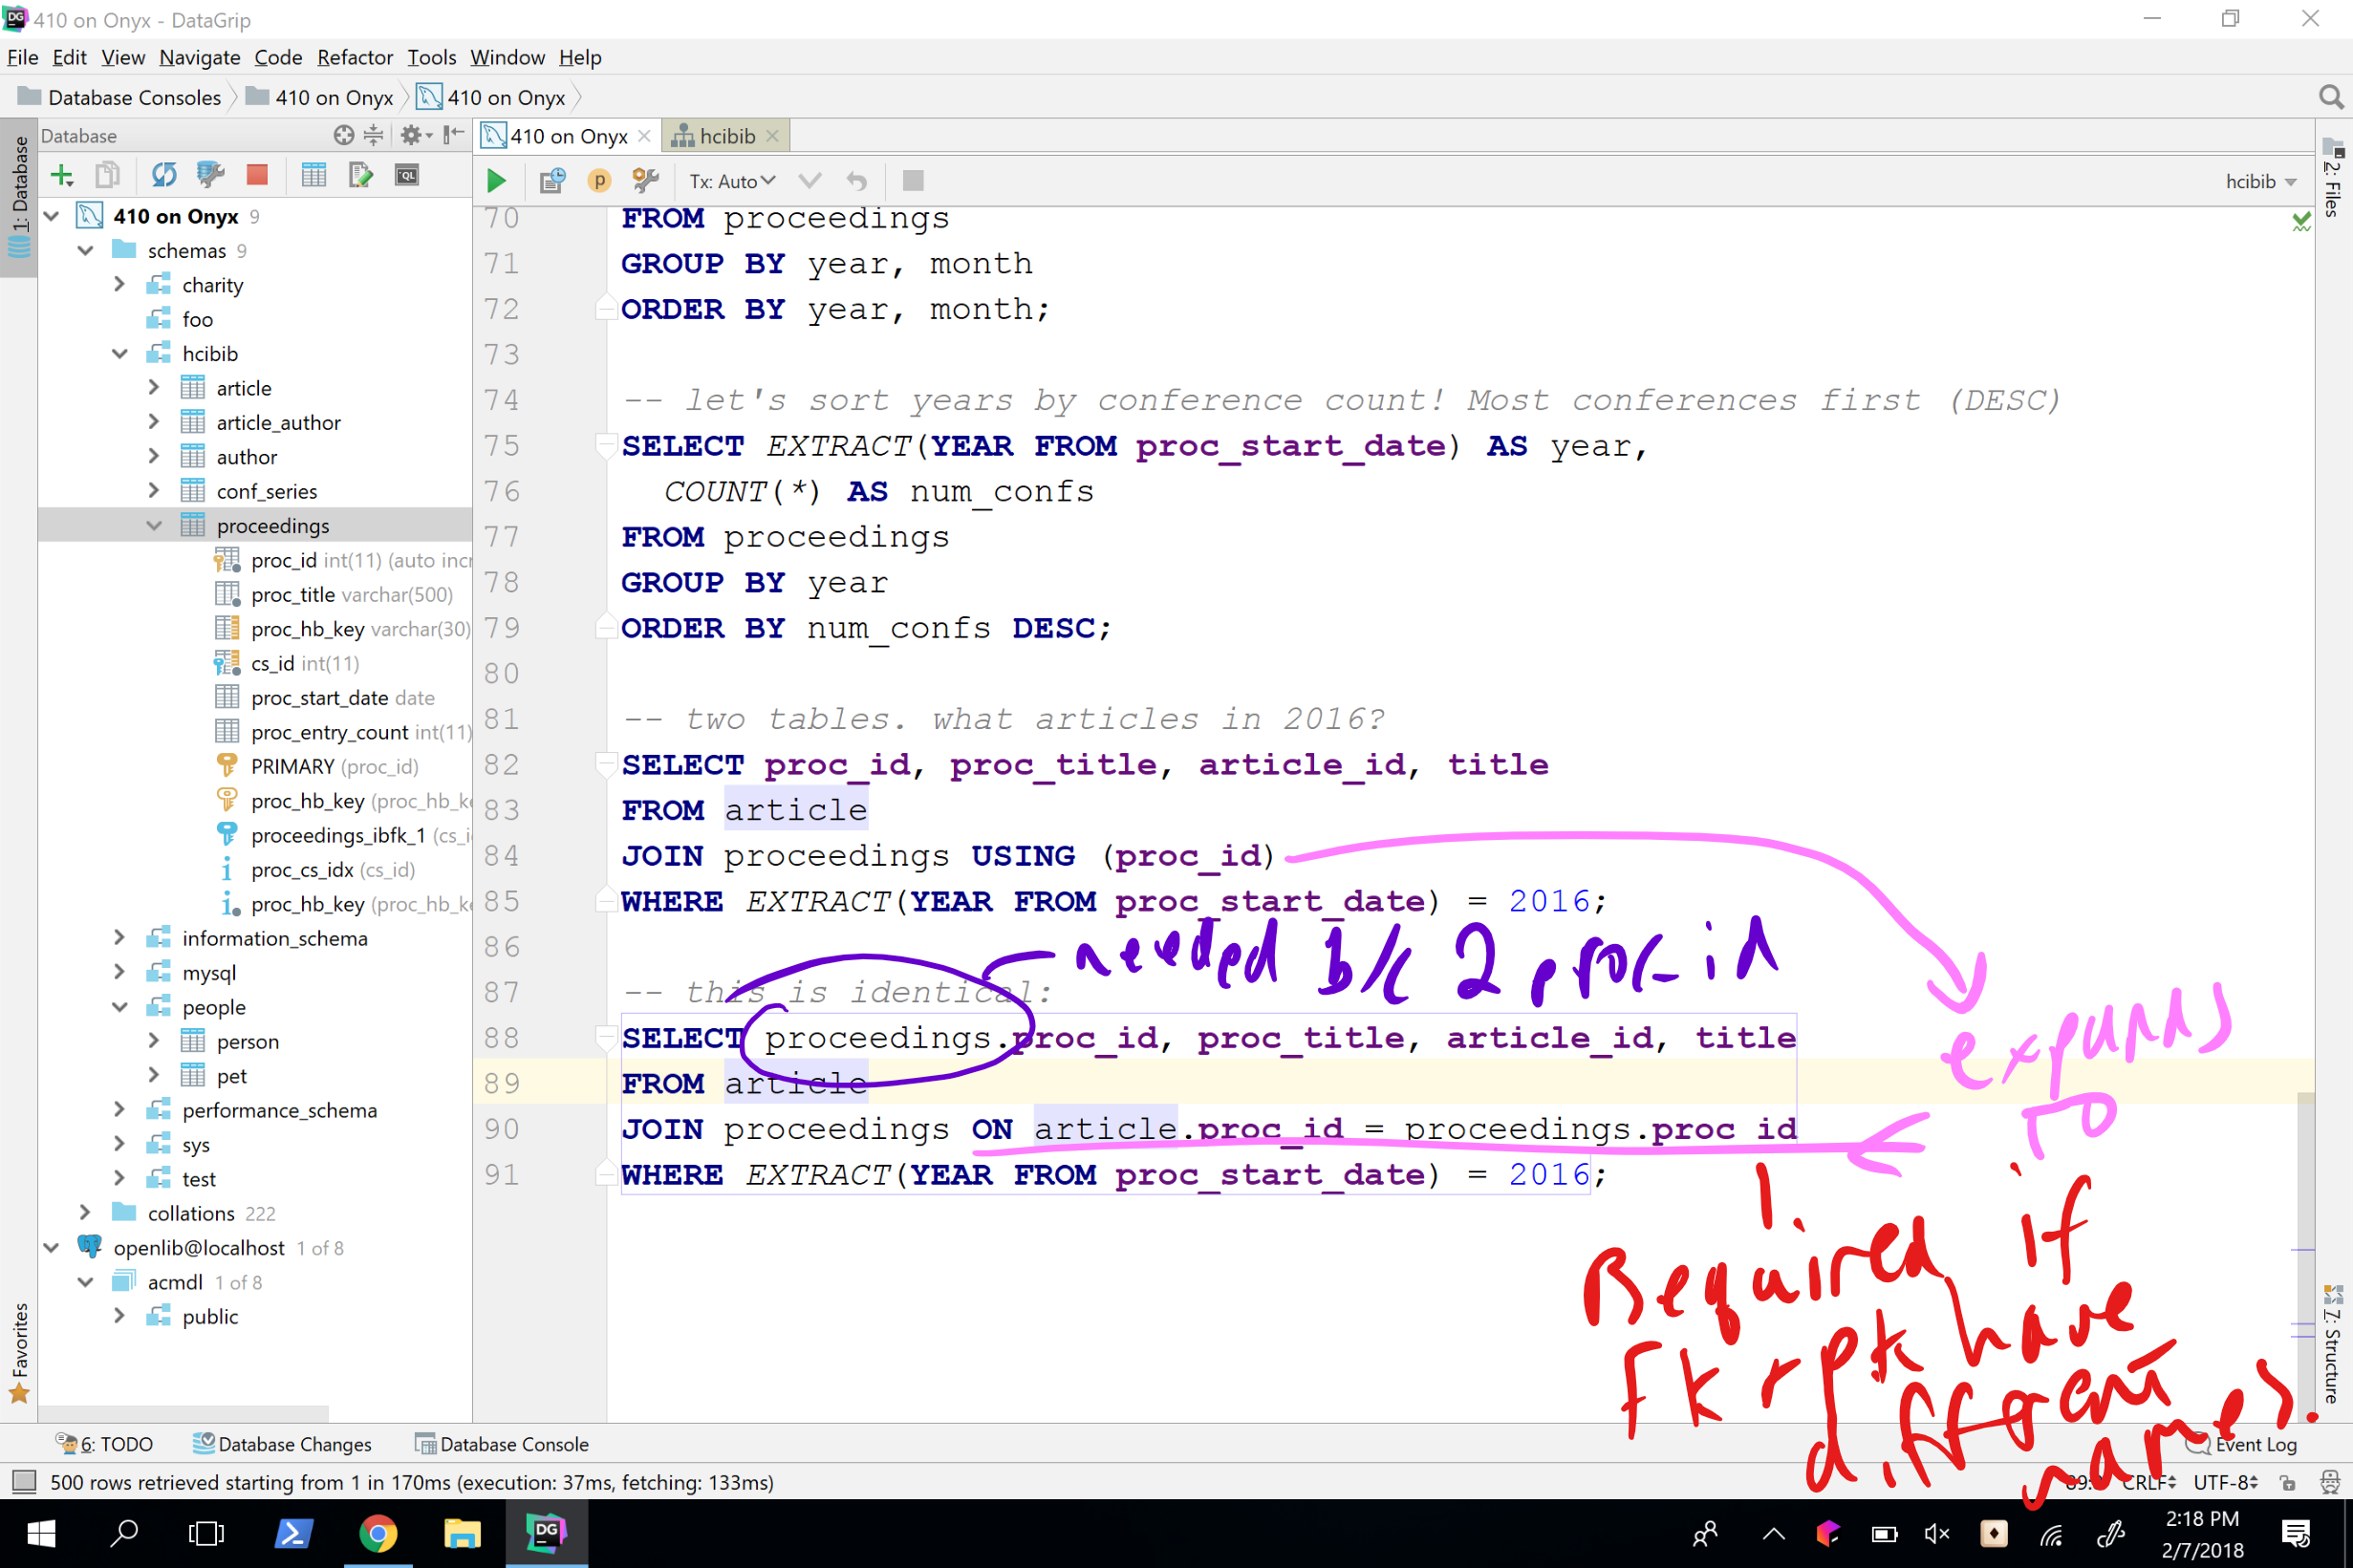 410 on Onyx - DataGrip
File Edit View Navigate Code Refactor Tools Window Help
Database Consoles 410 on Onyx 410 on Onyx
1: Database
Database
410 on Onyx 9
schemas 9
charity
foo
hcibib
article
article_author
author
conf_series
proceedings
proc_id int(11) (auto incr
proc_title varchar(500)
proc_hb_key varchar(30)
cs_id int(11)
proc_start_date date
proc_entry_count int(11)
PRIMARY (proc_id)
proc_hb_key (proc_hb_ke
proceedings_ibfk_1 (cs_i
proc_cs_idx (cs_id)
proc_hb_key (proc_hb_ke
information_schema
mysql
people
person
pet
performance_schema
sys
test
collations 222
openlib@localhost 1 of 8
acmdl 1 of 8
public
Favorites
410 on Onyx hcibib
Tx: Auto
hcibib
2: Files
7: Structure
70 FROM proceedings
71 GROUP BY year, month
72 ORDER BY year, month;
73
74 -- let's sort years by conference count! Most conferences first (DESC)
75 SELECT EXTRACT(YEAR FROM proc_start_date) AS year,
76 COUNT(*) AS num_confs
77 FROM proceedings
78 GROUP BY year
79 ORDER BY num_confs DESC;
80
81 -- two tables. what articles in 2016?
82 SELECT proc_id, proc_title, article_id, title
83 FROM article
84 JOIN proceedings USING (proc_id)
85 WHERE EXTRACT(YEAR FROM proc_start_date) = 2016;
86
needed b/c 2 proc_id
87 -- this is identical:
88 SELECT proceedings.proc_id, proc_title, article_id, title
89 FROM article
90 JOIN proceedings ON article.proc_id = proceedings.proc_id
91 WHERE EXTRACT(YEAR FROM proc_start_date) = 2016;
expands
TO
Required if
fk + pk have
different
names.
6: TODO Database Changes Database Console Event Log
500 rows retrieved starting from 1 in 170ms (execution: 37ms, fetching: 133ms) CRLF UTF-8
DG
2:18 PM
2/7/2018